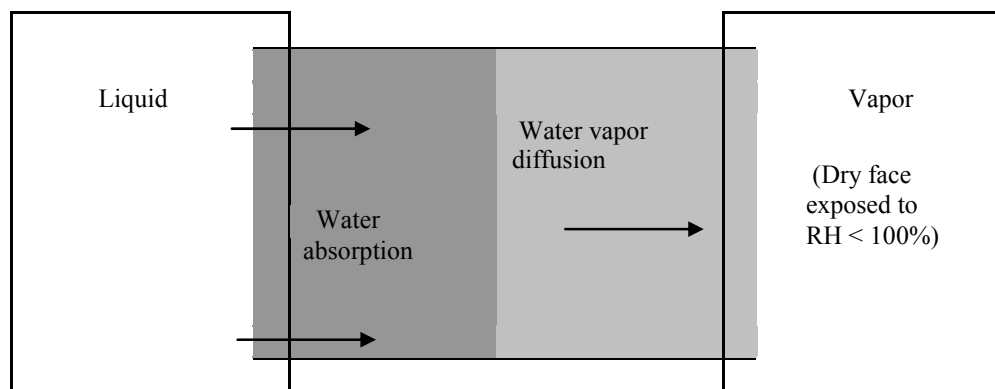 Liquid
Water
absorption
Water vapor
diffusion
Vapor
(Dry face
exposed to
RH < 100%)